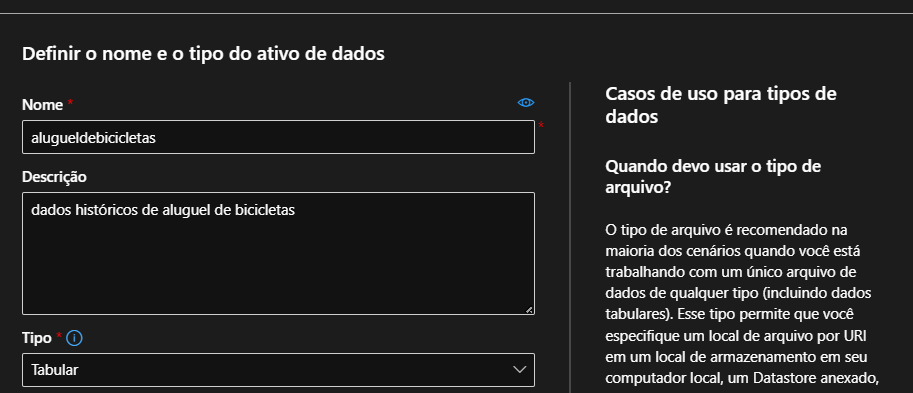 Definir o nome e o tipo do ativo de dados
Nome *
alugueldebicicletas
*
Descrição
dados históricos de aluguel de bicicletas
Tipo *
Tabular
Casos de uso para tipos de
dados
Quando devo usar o tipo de
arquivo?
O tipo de arquivo é recomendado na
maioria dos cenários quando você está
trabalhando com um único arquivo de
dados de qualquer tipo (incluindo dados
tabulares). Esse tipo permite que você
especifique um local de arquivo por URI
em um local de armazenamento em seu
computador local, um Datastore anexado,